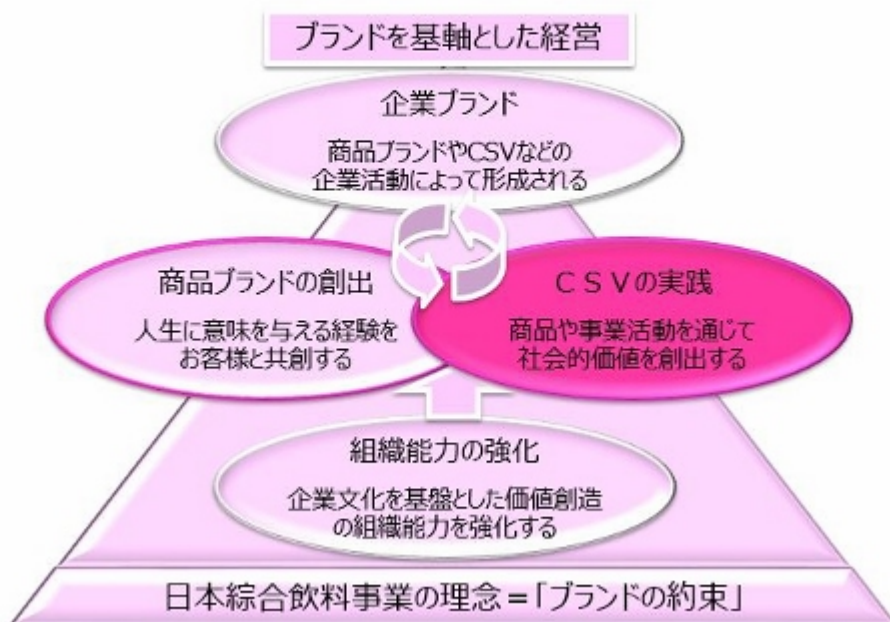 ブランドを基軸とした経営
企業ブランド
商品ブランドやCSVなどの
企業活動によって形成される
商品ブランドの創出
人生に意味を与える経験を
お客様と共創する
CSVの実践
商品や事業活動を通じて
社会的価値を創出する
組織能力の強化
企業文化を基盤とした価値創造
の組織能力を強化する
日本綜合飲料事業の理念=「ブランドの約束」